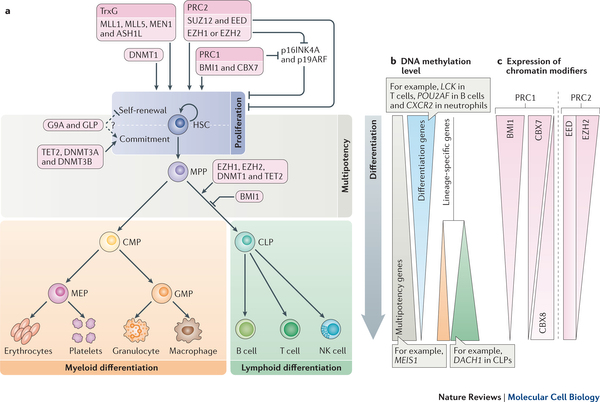 a
TrxG
MLL1, MLL5, MEN1
and ASH1L
PRC2
SUZ12 and EED
EZH1 or EZH2
DNMT1
PRC1
BMI1 and CBX7
p16INK4A
and p19ARF
Self-renewal
G9A and GLP
?
HSC
Commitment
Proliferation
TET2, DNMT3A
and DNMT3B
Multipotency
MPP
EZH1, EZH2,
DNMT1 and TET2
BMI1
CMP
CLP
MEP
GMP
Erythrocytes
Platelets
Granulocyte
Macrophage
B cell
T cell
NK cell
Myeloid differentiation
Lymphoid differentiation
Differentiation
b DNA methylation
level
For example, LCK in
T cells, POU2AF in B cells
and CXCR2 in neutrophils
Multipotency genes
Differentiation genes
Lineage-specific genes
For example,
MEIS1
For example,
DACH1 in CLPs
c Expression of
chromatin modifiers
PRC1
PRC2
BMI1
CBX7
CBX8
EED
EZH2
Nature Reviews | Molecular Cell Biology